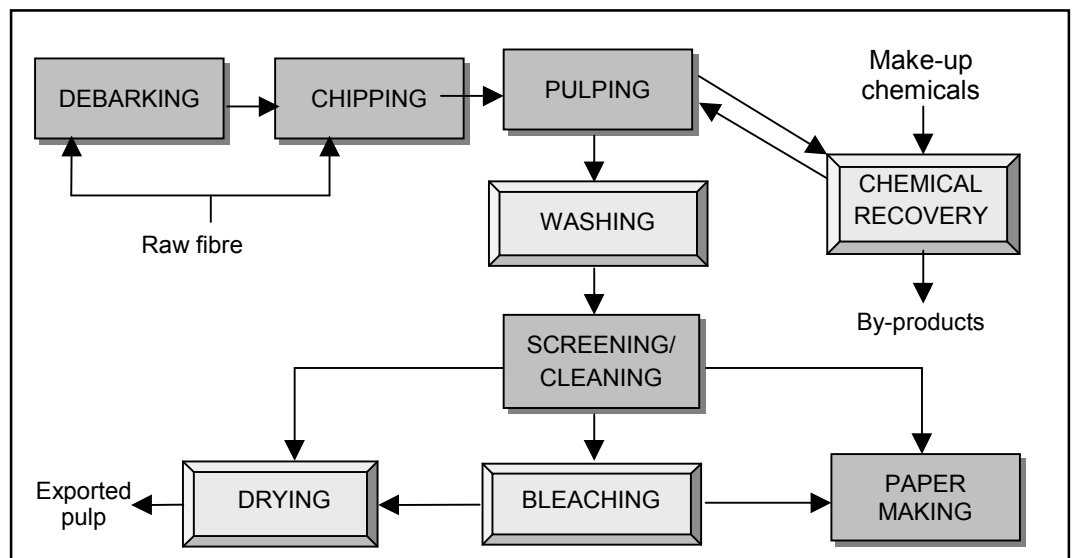 DEBARKING
CHIPPING
PULPING
Make-up
chemicals
CHEMICAL
RECOVERY
WASHING
Raw fibre
By-products
SCREENING/
CLEANING
Exported
pulp
DRYING
BLEACHING
PAPER
MAKING